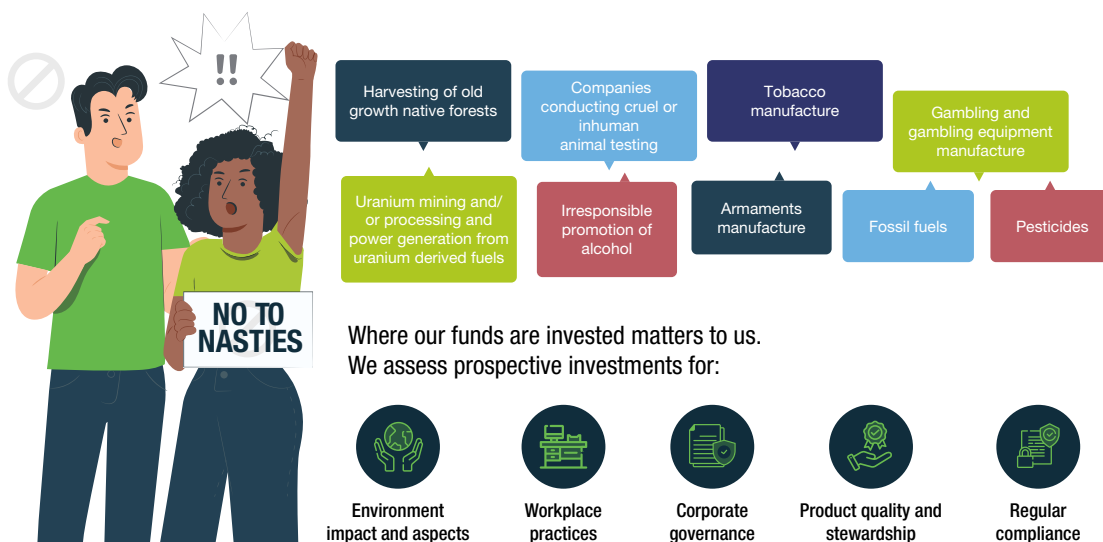 !!
Harvesting of old
growth native forests
Companies
conducting cruel or
inhuman
animal testing
Tobacco
manufacture
Gambling and
gambling equipment
manufacture
Uranium mining and/
or processing and
power generation from
uranium derived fuels
Irresponsible
promotion of
alcohol
Armaments
manufacture
Fossil fuels
Pesticides
NO TO
NASTIES
Where our funds are invested matters to us.
We assess prospective investments for:
Environment
impact and aspects
Workplace
practices
Corporate
governance
Product quality and
stewardship
Regular
compliance